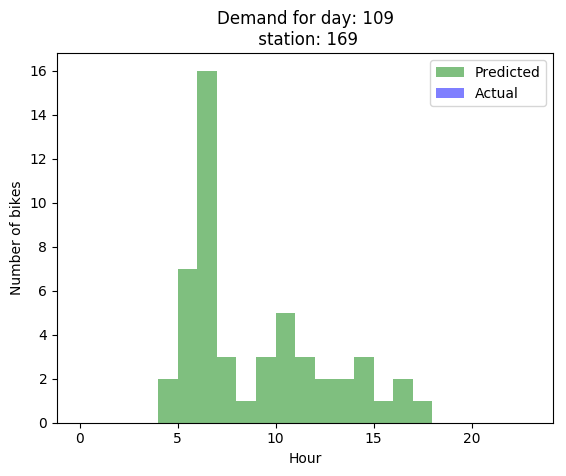 Demand for day: 109
station: 169
Predicted
Actual
Number of bikes
16
14
12
10
8
6
4
2
0
0 5 10 15 20
Hour